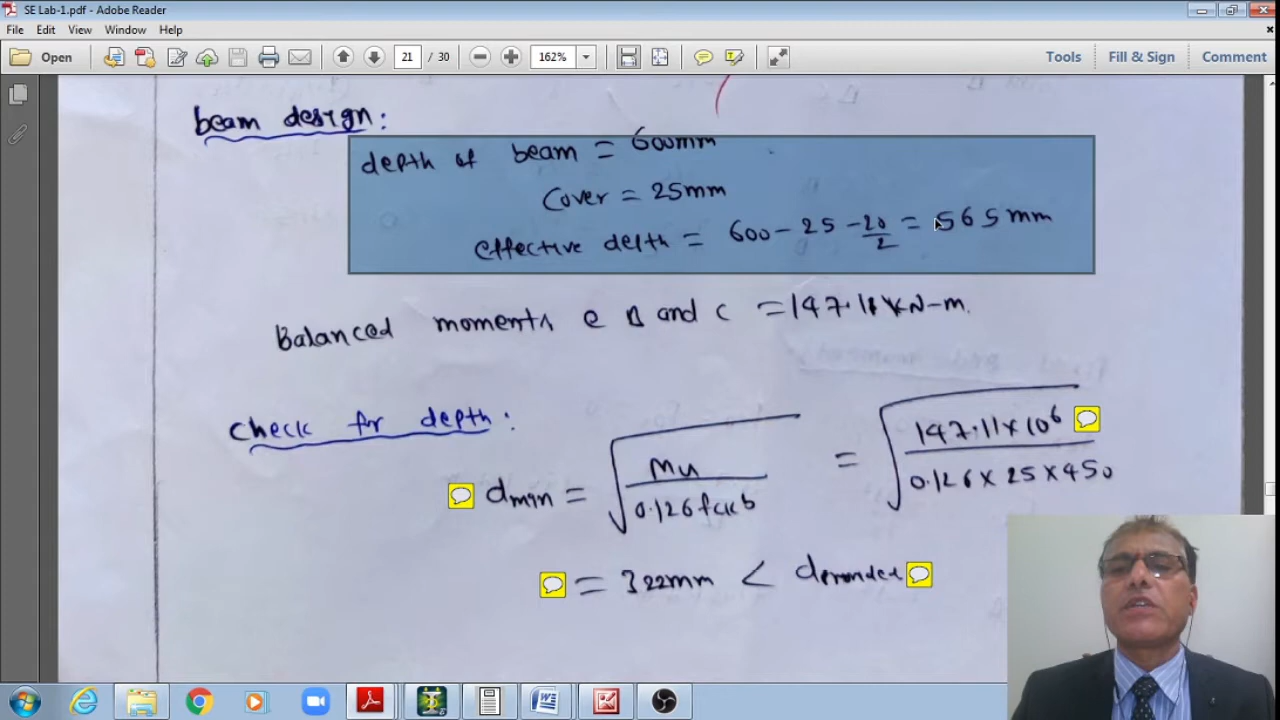 SE Lab-1.pdf - Adobe Reader
File Edit View Window Help
Open 21 / 30 162% Tools Fill & Sign Comment
beam design:
depth of beam = 600mm
Cover = 25mm
effective depth = 600 - 25 - 20/2 = 565 mm
Balanced moments @ B and C = 147.11 KN-m.
Check for depth:
dmin = √(Mu / 0.126 fck b) = √(147.11 x 10⁶ / 0.126 x 25 x 450)
= 322mm < dprovided